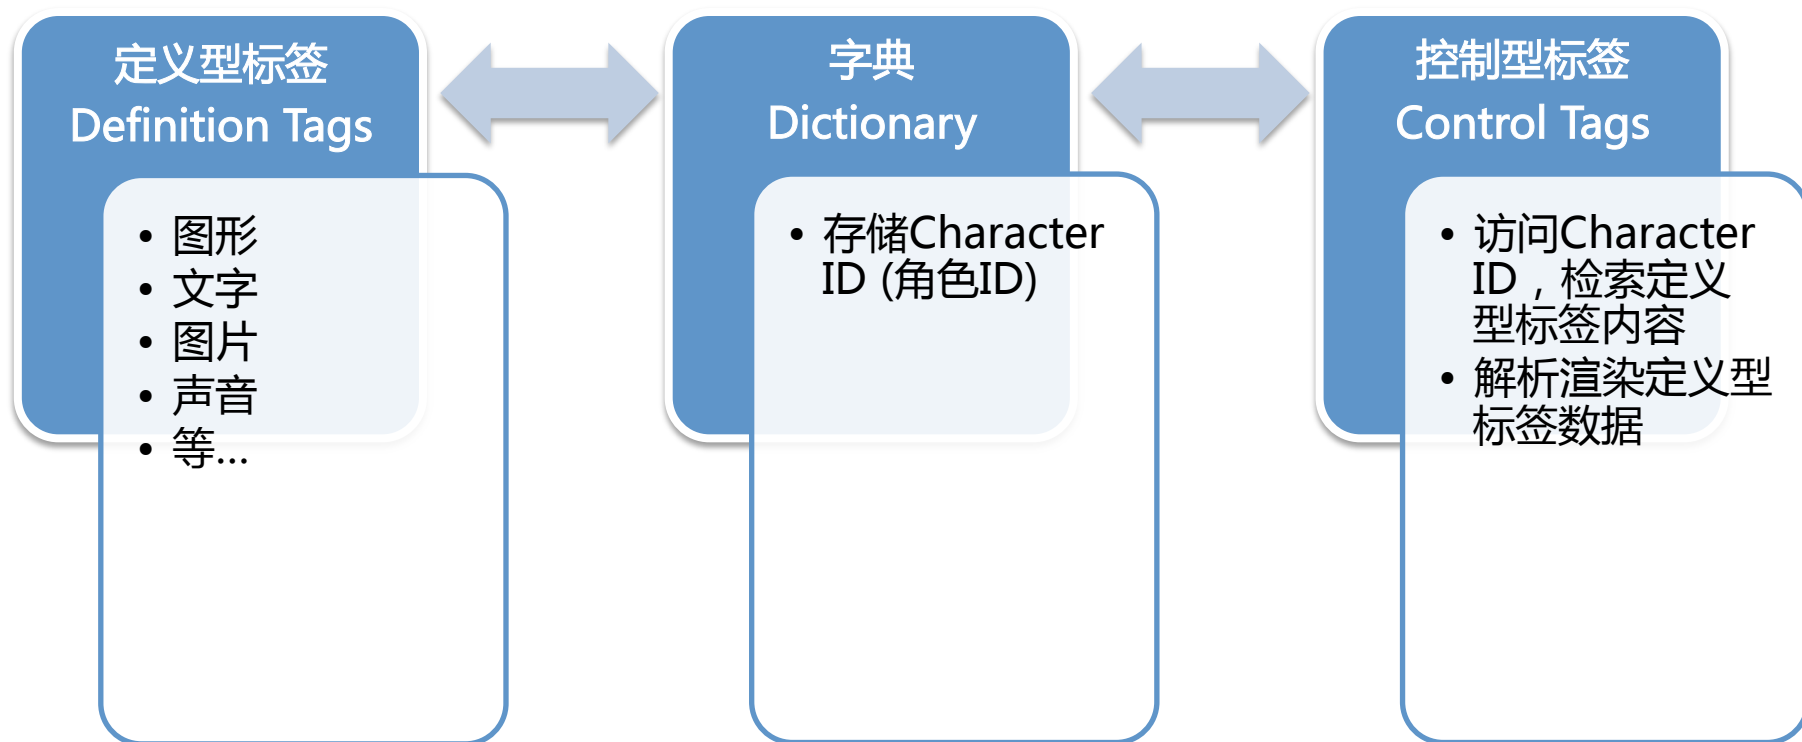 定义型标签
Definition Tags
• 图形
• 文字
• 图片
• 声音
• 等...
字典
Dictionary
• 存储Character
ID (角色ID)
控制型标签
Control Tags
• 访问Character
ID，检索定义
型标签内容
• 解析渲染定义型
标签数据